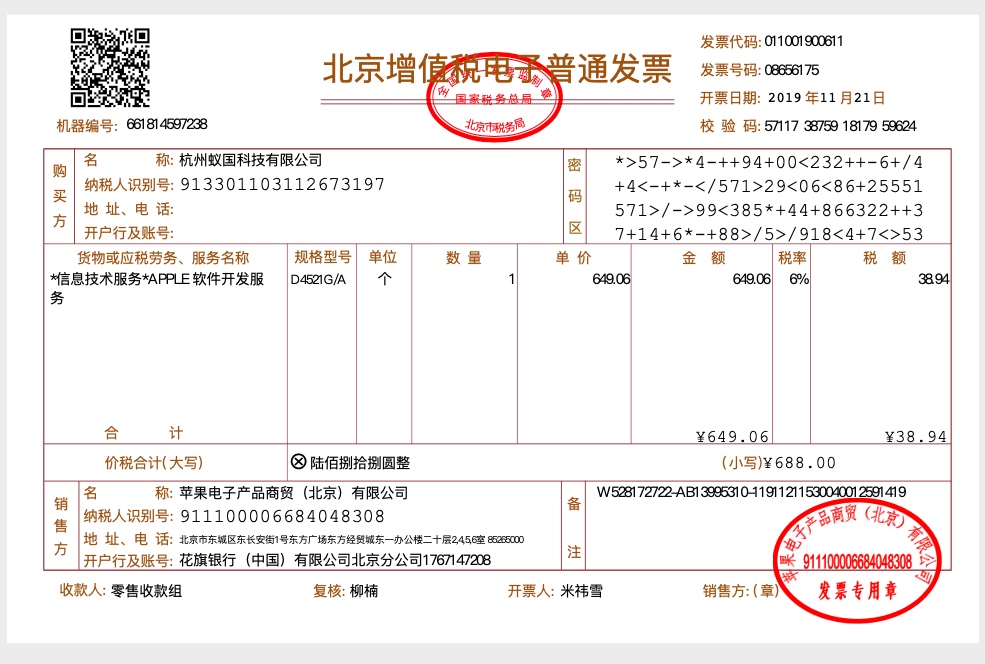 北京增值税电子普通发票
全国统一发票监制章
国家税务总局
北京市税务局
发票代码: 011001900611
发票号码: 08656175
开票日期: 2019 年11 月21日
校 验 码: 57117 38759 18179 59624
机器编号: 661814597238
购买方
名 称: 杭州蚁国科技有限公司
纳税人识别号: 913301103112673197
地 址、电 话:
开户行及账号:
密码区
*>57->*4-++94+00<232++-6+/4
+4<-+*-</571>29<06<86+25551
571>/->99<385*+44+866322++3
7+14+6*-+88>/5>/918<4+7<>53
货物或应税劳务、服务名称 规格型号 单位 数 量 单 价 金 额 税率 税 额
*信息技术服务*APPLE 软件开发服 D4521G/A 个 1 649.06 649.06 6% 38.94
务
合 计 ¥649.06 ¥38.94
价税合计(大写) ⊗ 陆佰捌拾捌圆整 (小写)¥688.00
销售方
名 称: 苹果电子产品商贸（北京）有限公司
纳税人识别号: 911100006684048308
地 址、电 话: 北京市东城区东长安街1号东方广场东方经贸城东一办公楼二十层2,4,5,6室 85265000
开户行及账号: 花旗银行（中国）有限公司北京分公司1767147208
备注
W528172722-AB13995310-1191121153004001259​1419
苹果电子产品商贸（北京）有限公司
911100006684048308
发票专用章
收款人: 零售收款组 复核: 柳楠 开票人: 米祎雪 销售方: (章)